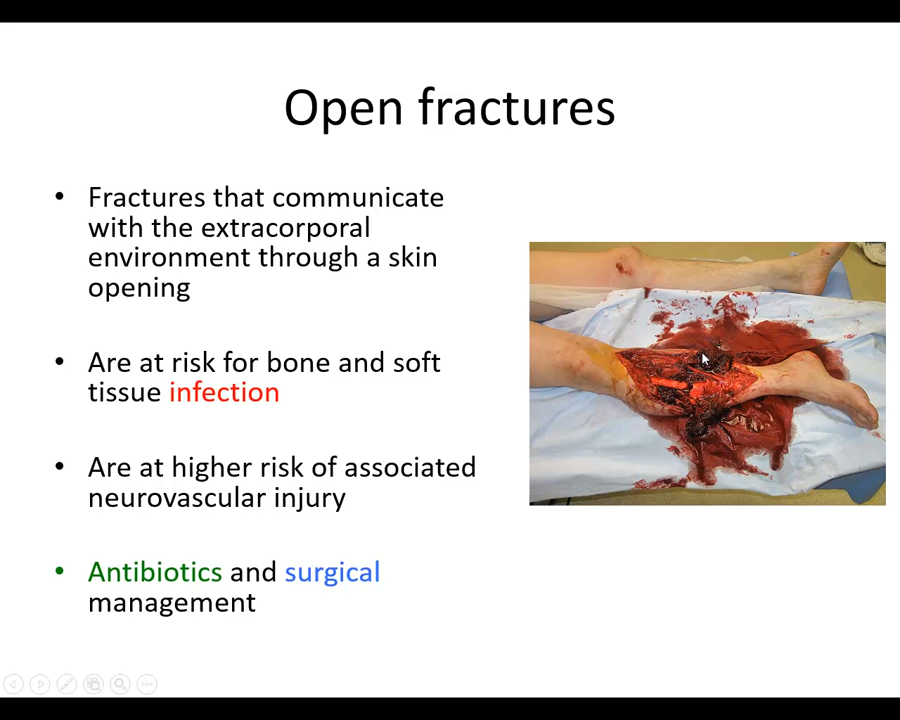 Open fractures
• Fractures that communicate
with the extracorporal
environment through a skin
opening
• Are at risk for bone and soft
tissue infection
• Are at higher risk of associated
neurovascular injury
• Antibiotics and surgical
management